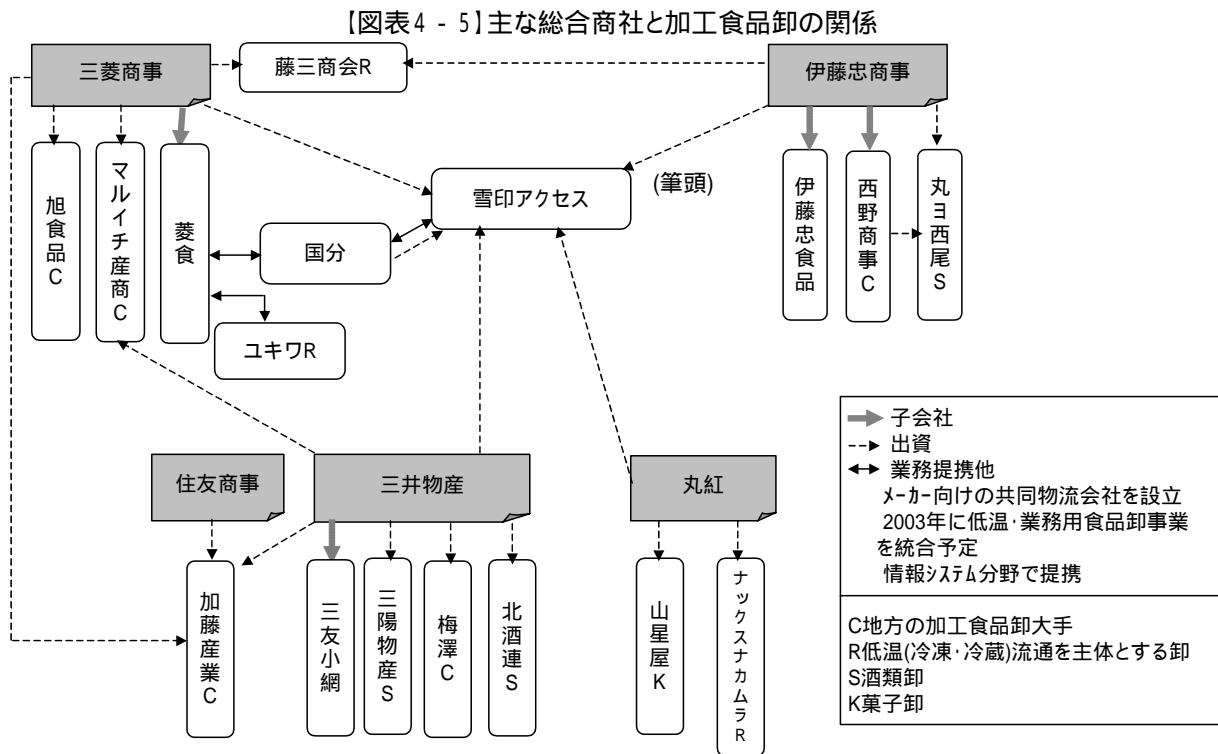 【図表4 - 5】主な総合商社と加工食品卸の関係
三菱商事
藤三商会R
伊藤忠商事
旭食品C
マルイチ産商C
菱食
国分
ユキワR
雪印アクセス
(筆頭)
伊藤忠食品
西野商事C
丸ヨ西尾S
住友商事
三井物産
丸紅
加藤産業C
三友小網
三陽物産S
梅澤C
北酒連S
山星屋K
ナックスナカムラR
子会社
出資
業務提携他
メーカー向けの共同物流会社を設立
2003年に低温・業務用食品卸事業
を統合予定
情報システム分野で提携
C地方の加工食品卸大手
R低温(冷凍・冷蔵)流通を主体とする卸
S酒類卸
K菓子卸